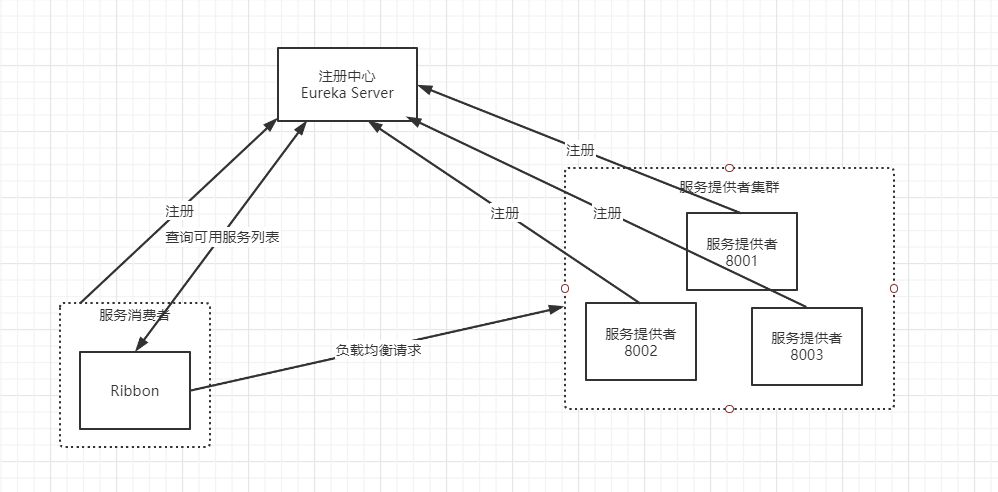 注册中心
Eureka Server
注册
服务提供者集群
注册
注册
注册
查询可用服务列表
服务提供者
8001
服务消费者
服务提供者
8002
服务提供者
8003
负载均衡请求
Ribbon